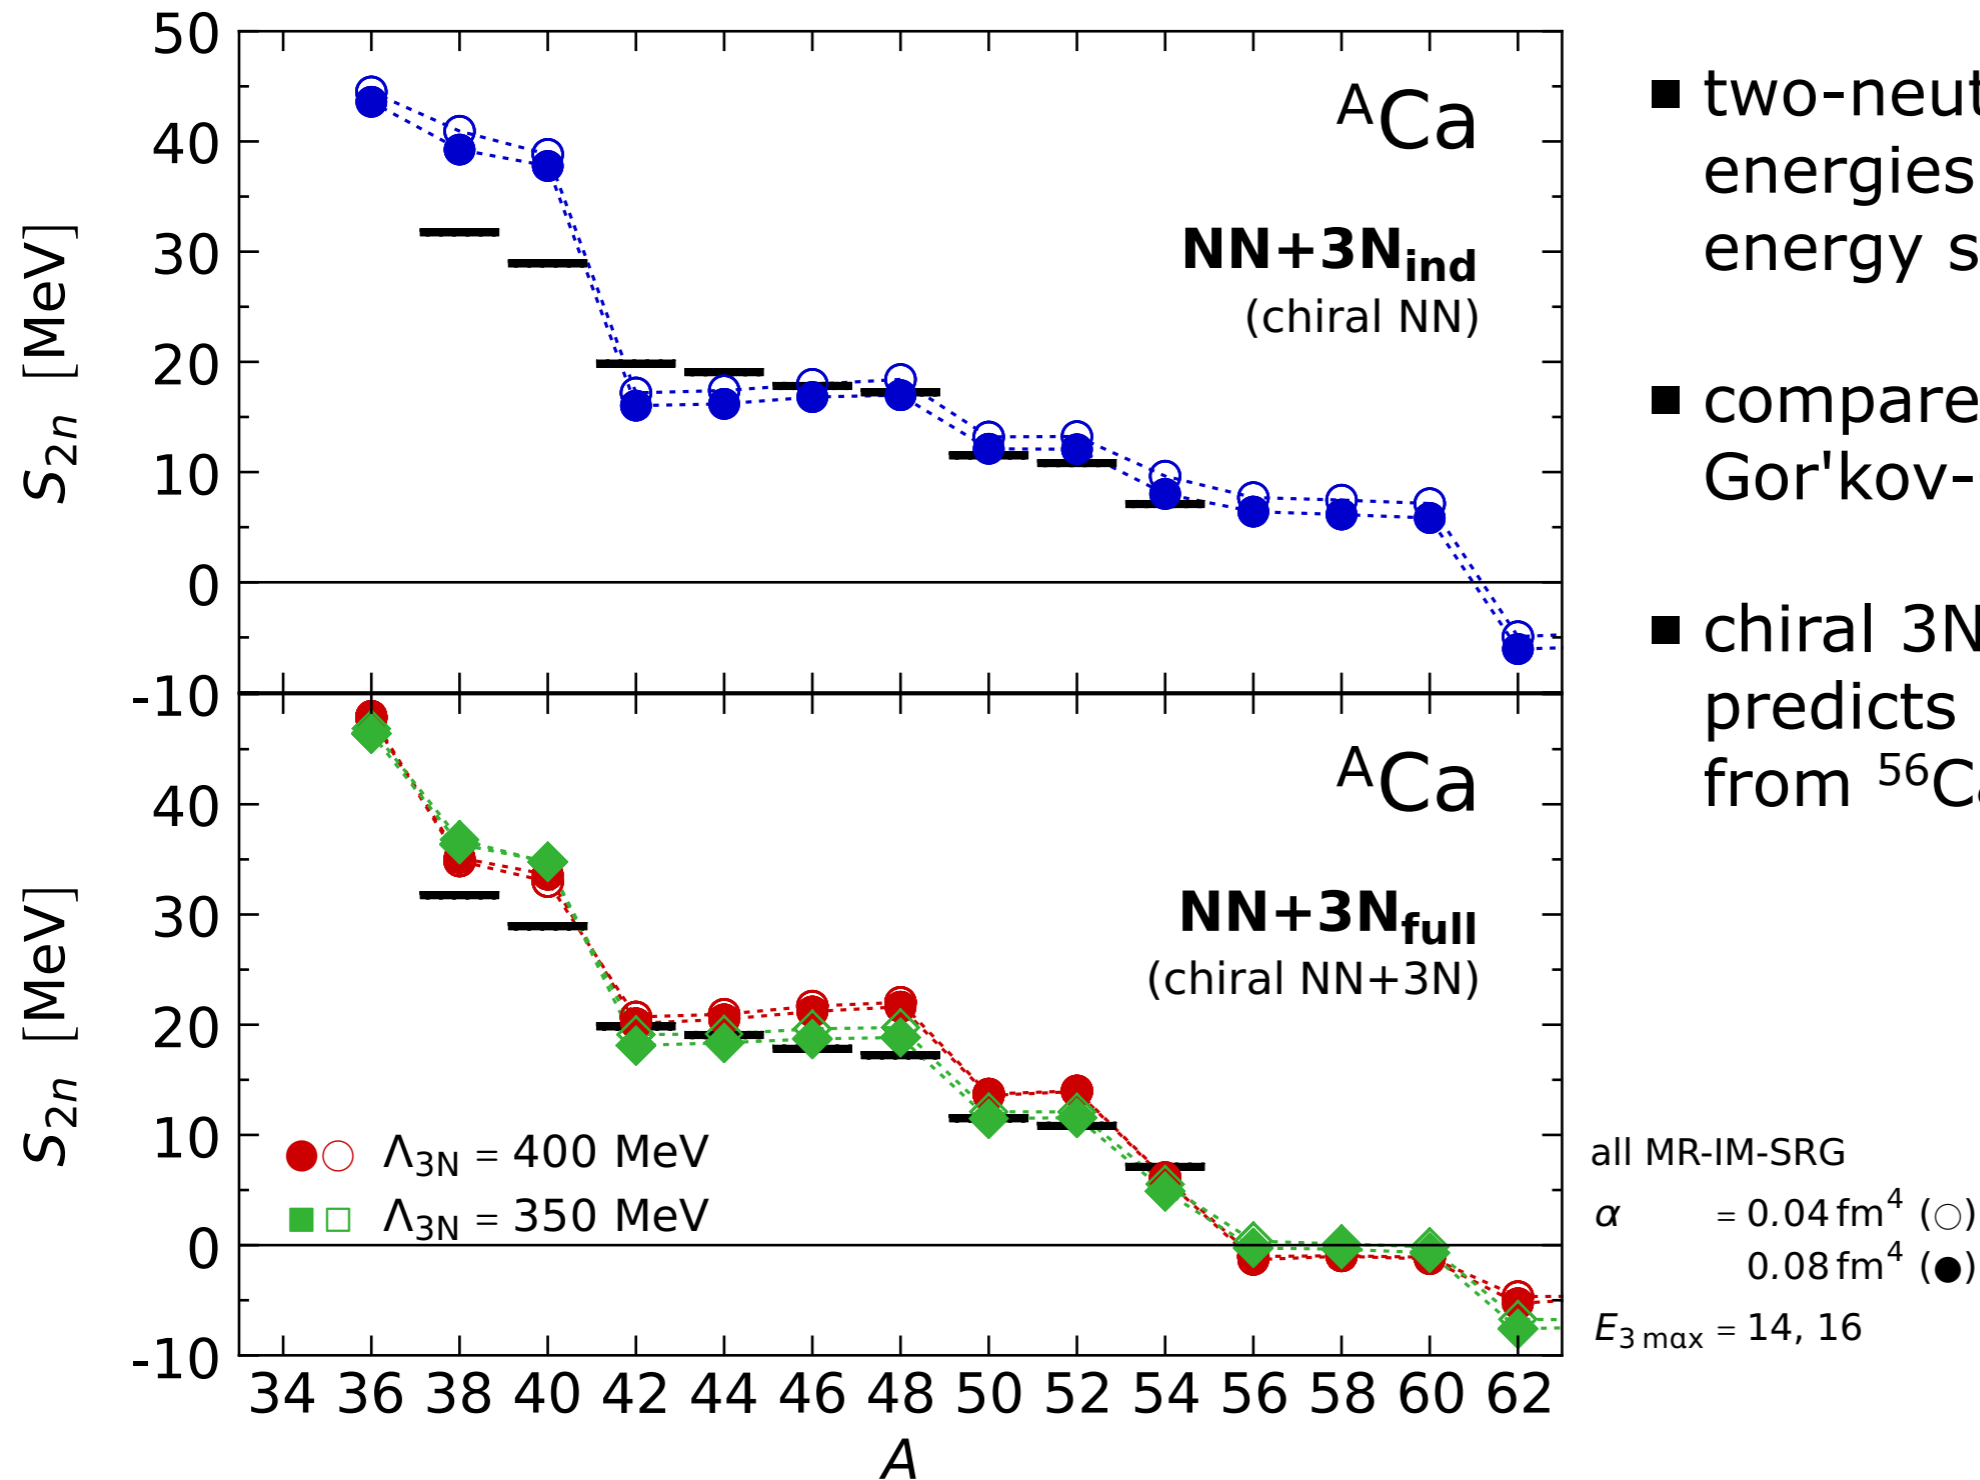 50
40
30
20
10
0
-10
S2n [MeV]
ACa
NN+3Nind
(chiral NN)
40
30
20
10
0
-10
S2n [MeV]
ACa
NN+3Nfull
(chiral NN+3N)
Λ3N = 400 MeV
Λ3N = 350 MeV
34 36 38 40 42 44 46 48 50 52 54 56 58 60 62
A
■ two-neut
energies
energy s
■ compare
Gor'kov-
■ chiral 3N
predicts
from 56Ca
all MR-IM-SRG
α = 0.04 fm4 (○)
0.08 fm4 (●)
E3 max = 14, 16